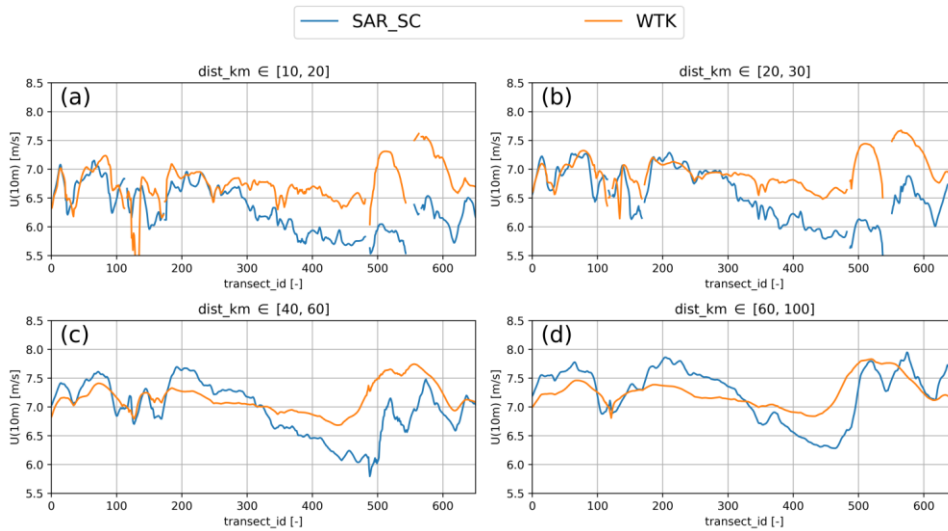 SAR_SC WTK
dist_km ∈ [10, 20]
(a)
8.5
8.0
7.5
7.0
6.5
6.0
5.5
U(10m) [m/s]
0 100 200 300 400 500 600
transect_id [-]
dist_km ∈ [20, 30]
(b)
8.5
8.0
7.5
7.0
6.5
6.0
5.5
U(10m) [m/s]
0 100 200 300 400 500 600
transect_id [-]
dist_km ∈ [40, 60]
(c)
8.5
8.0
7.5
7.0
6.5
6.0
5.5
U(10m) [m/s]
0 100 200 300 400 500 600
transect_id [-]
dist_km ∈ [60, 100]
(d)
8.5
8.0
7.5
7.0
6.5
6.0
5.5
U(10m) [m/s]
0 100 200 300 400 500 600
transect_id [-]